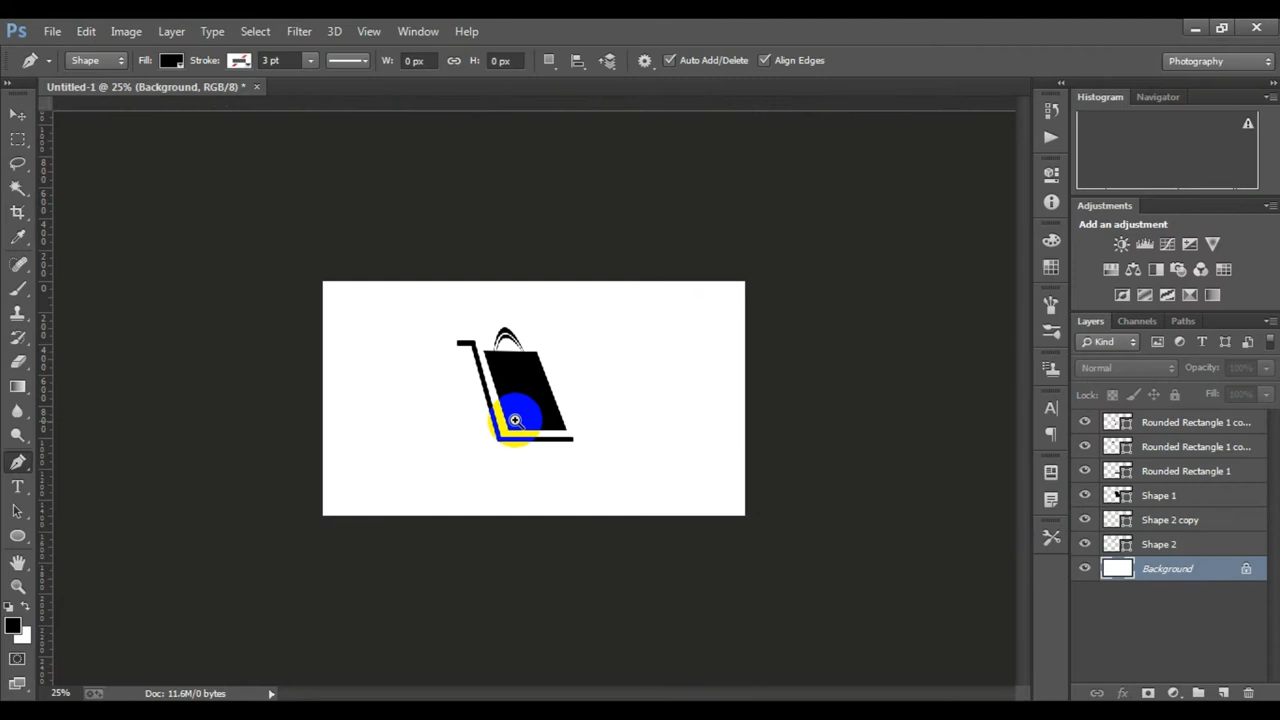 Ps File Edit Image Layer Type Select Filter 3D View Window Help
Shape Fill: Stroke: 3 pt W: 0 px H: 0 px Auto Add/Delete Align Edges Photography
Untitled-1 @ 25% (Background, RGB/8) *
Histogram Navigator
Adjustments
Add an adjustment
Layers Channels Paths
Kind
Normal Opacity: 100%
Lock: Fill: 100%
Rounded Rectangle 1 co...
Rounded Rectangle 1 co...
Rounded Rectangle 1
Shape 1
Shape 2 copy
Shape 2
Background
25% Doc: 11.6M/0 bytes